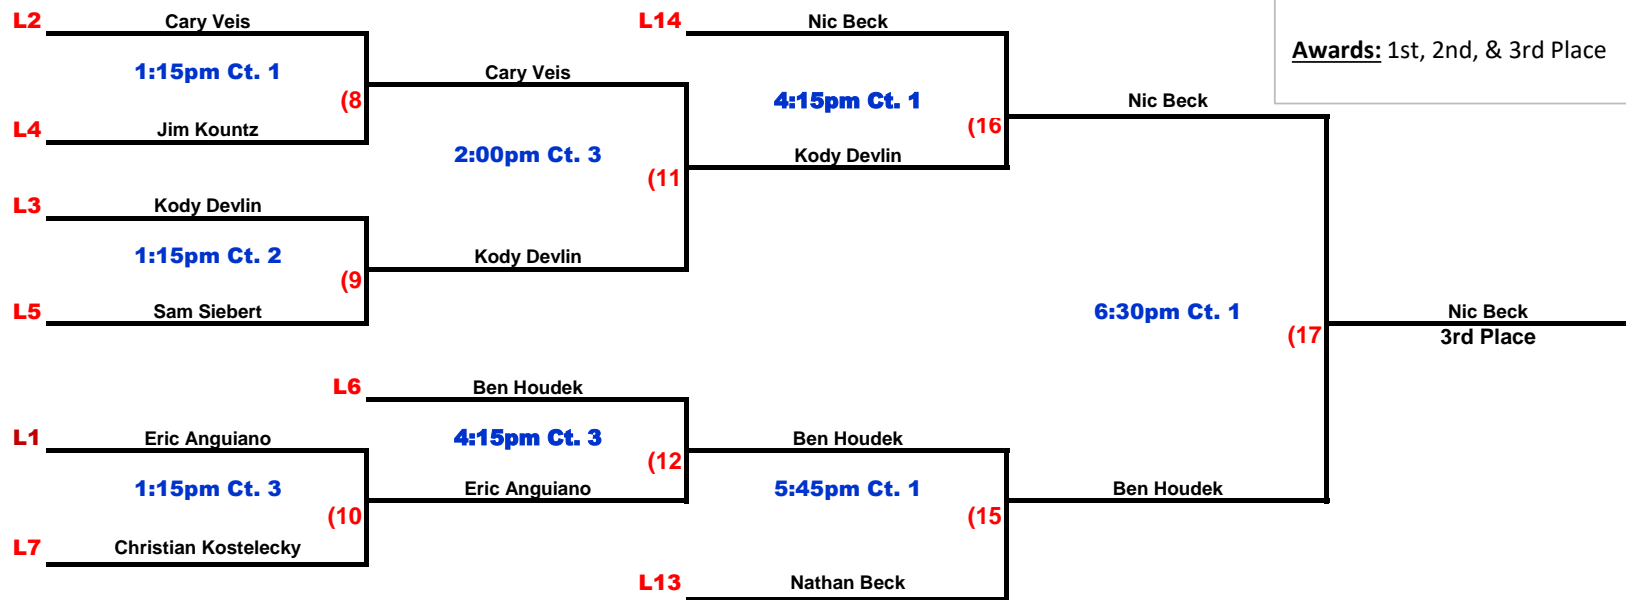 L2 Cary Veis L14 Nic Beck
Awards: 1st, 2nd, & 3rd Place
1:15pm Ct. 1 Cary Veis 4:15pm Ct. 1 Nic Beck
(8
L4 Jim Kountz (16
2:00pm Ct. 3 Kody Devlin
(11
L3 Kody Devlin
1:15pm Ct. 2 Kody Devlin
(9
L5 Sam Siebert 6:30pm Ct. 1 Nic Beck
(17 3rd Place
L6 Ben Houdek
L1 Eric Anguiano 4:15pm Ct. 3 Ben Houdek
(12
1:15pm Ct. 3 Eric Anguiano 5:45pm Ct. 1 Ben Houdek
(10 (15
L7 Christian Kostelecky
L13 Nathan Beck